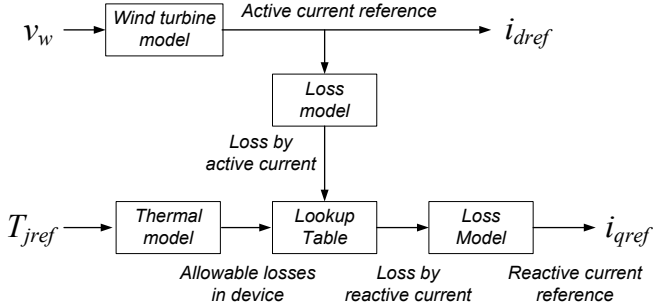 Active current reference
v_w
Wind turbine
model
i_dref
Loss
model
Loss by
active current
T_jref
Thermal
model
Lookup
Table
Loss
Model
i_qref
Allowable losses
in device
Loss by
reactive current
Reactive current
reference